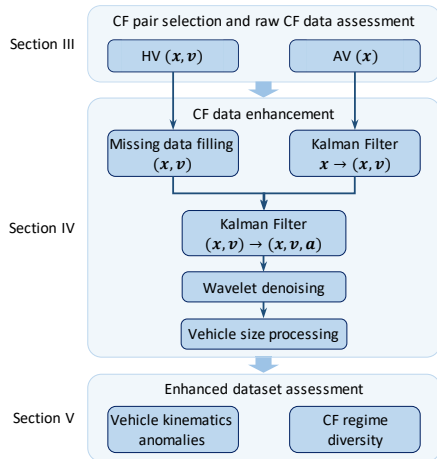 CF pair selection and raw CF data assessment
Section III
HV (x, v)
AV (x)
CF data enhancement
Missing data filling
(x, v)
Kalman Filter
x → (x, v)
Section IV
Kalman Filter
(x, v) → (x, v, a)
Wavelet denoising
Vehicle size processing
Enhanced dataset assessment
Section V
Vehicle kinematics
anomalies
CF regime
diversity